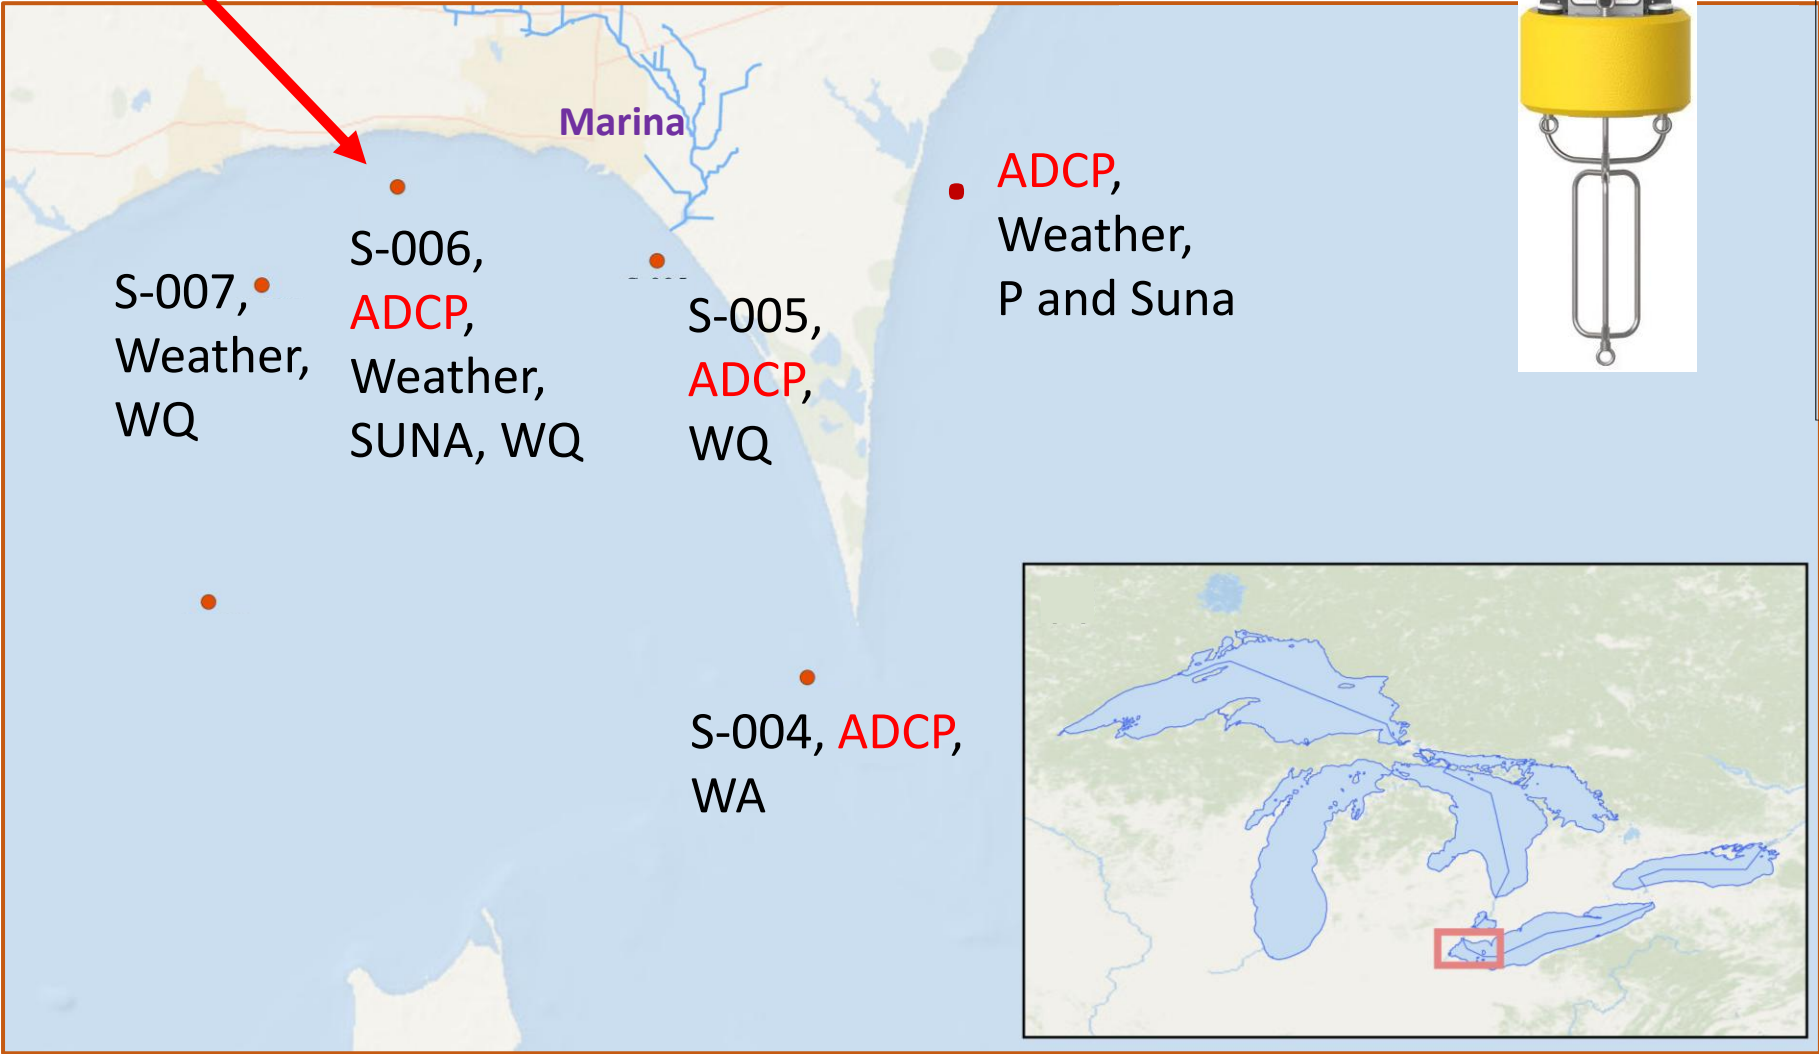 Marina
ADCP,
Weather,
P and Suna
S-006,
ADCP,
Weather,
SUNA, WQ
S-007,
Weather,
WQ
S-005,
ADCP,
WQ
S-004, ADCP,
WA